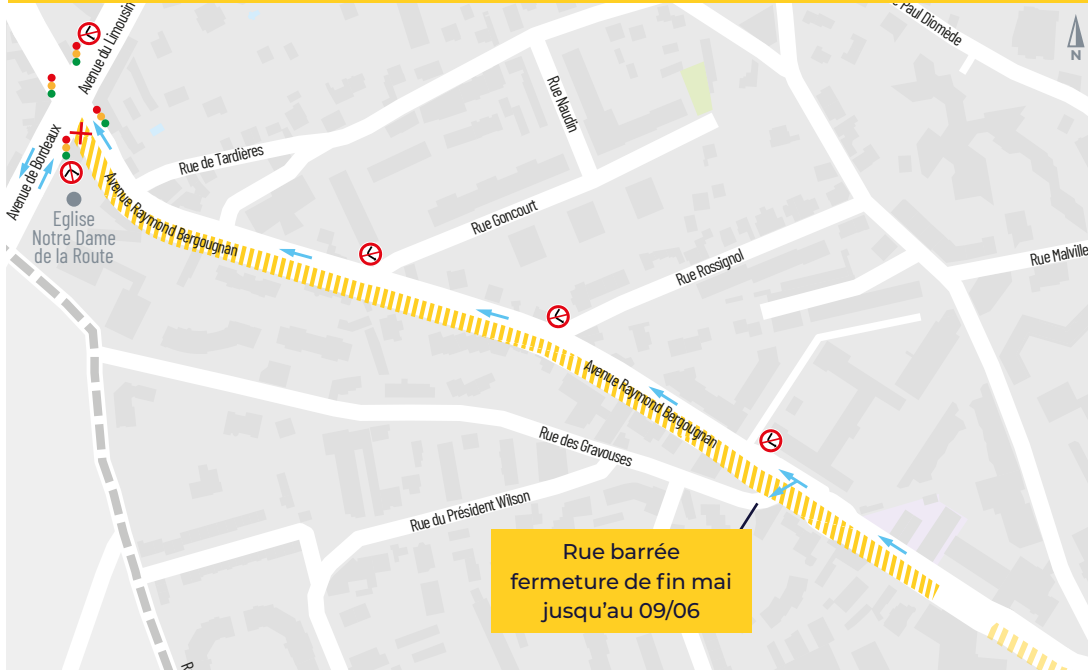 Avenue du Limousin
Paul Diomède
N
Avenue de Bordeaux
Rue Naudin
Rue de Tardières
Avenue Raymond Bergougnan
Eglise
Notre Dame
de la Route
Rue Goncourt
Rue Rossignol
Rue Malville
Avenue Raymond Bergougnan
Rue des Gravouses
Rue du Président Wilson
Rue barrée
fermeture de fin mai
jusqu'au 09/06